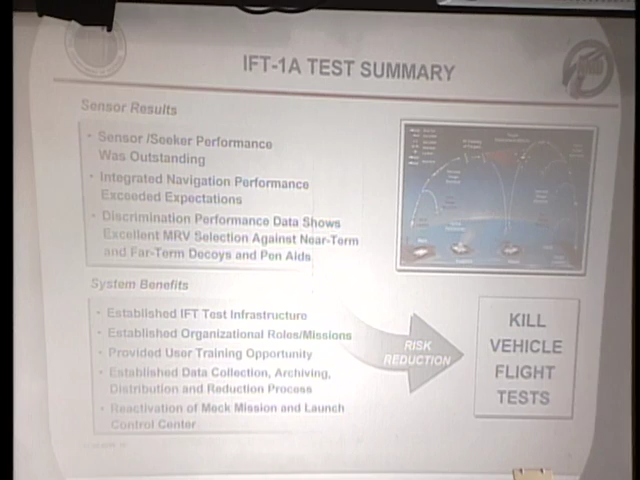 IFT-1A TEST SUMMARY
Sensor Results
• Sensor /Seeker Performance
Was Outstanding
• Integrated Navigation Performance
Exceeded Expectations
• Discrimination Performance Data Shows
Excellent MRV Selection Against Near-Term
and Far-Term Decoys and Pen Aids
System Benefits
• Established IFT Test Infrastructure
• Established Organizational Roles/Missions
• Provided User Training Opportunity
• Established Data Collection, Archiving,
Distribution and Reduction Process
• Reactivation of Meck Mission and Launch
Control Center
RISK
REDUCTION
KILL
VEHICLE
FLIGHT
TESTS